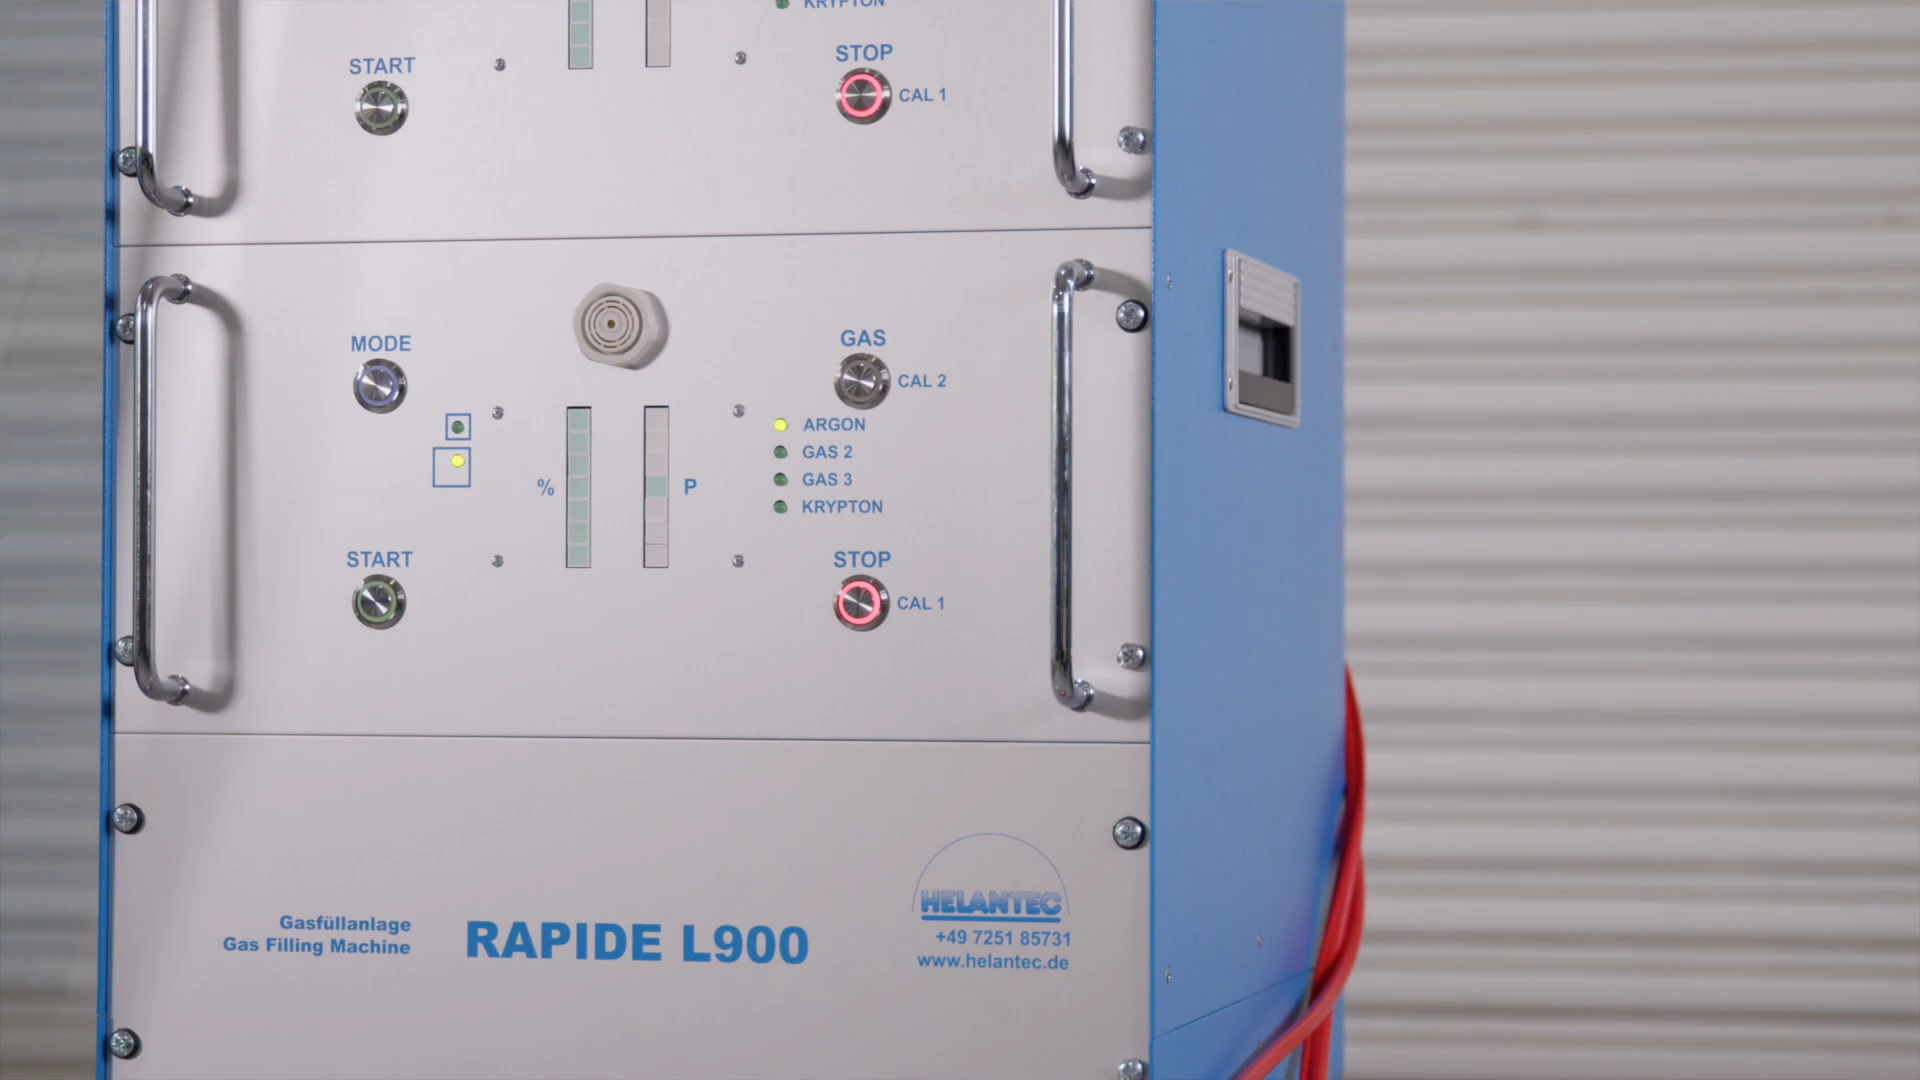 KRYPTON
START
STOP
CAL 1
MODE
GAS
CAL 2
ARGON
GAS 2
GAS 3
KRYPTON
%
P
START
STOP
CAL 1
Gasfüllanlage
Gas Filling Machine
RAPIDE L900
HELANTEC
+49 7251 85731
www.helantec.de